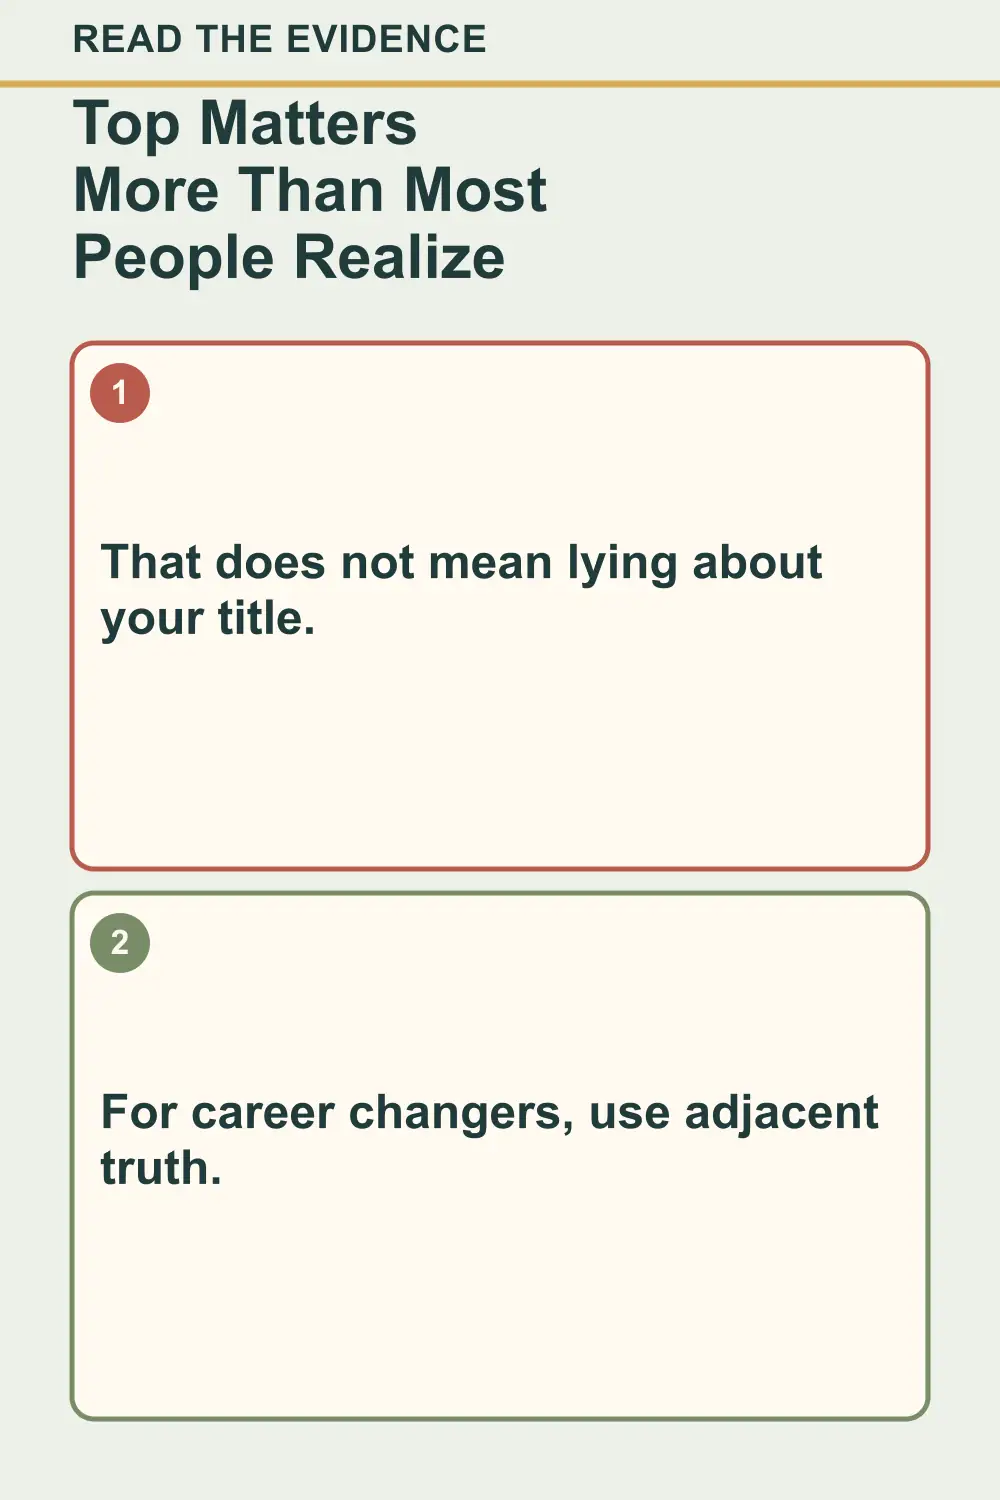 READ THE EVIDENCE
Top Matters
More Than Most
People Realize
1
That does not mean lying about
your title.
2
For career changers, use adjacent
truth.